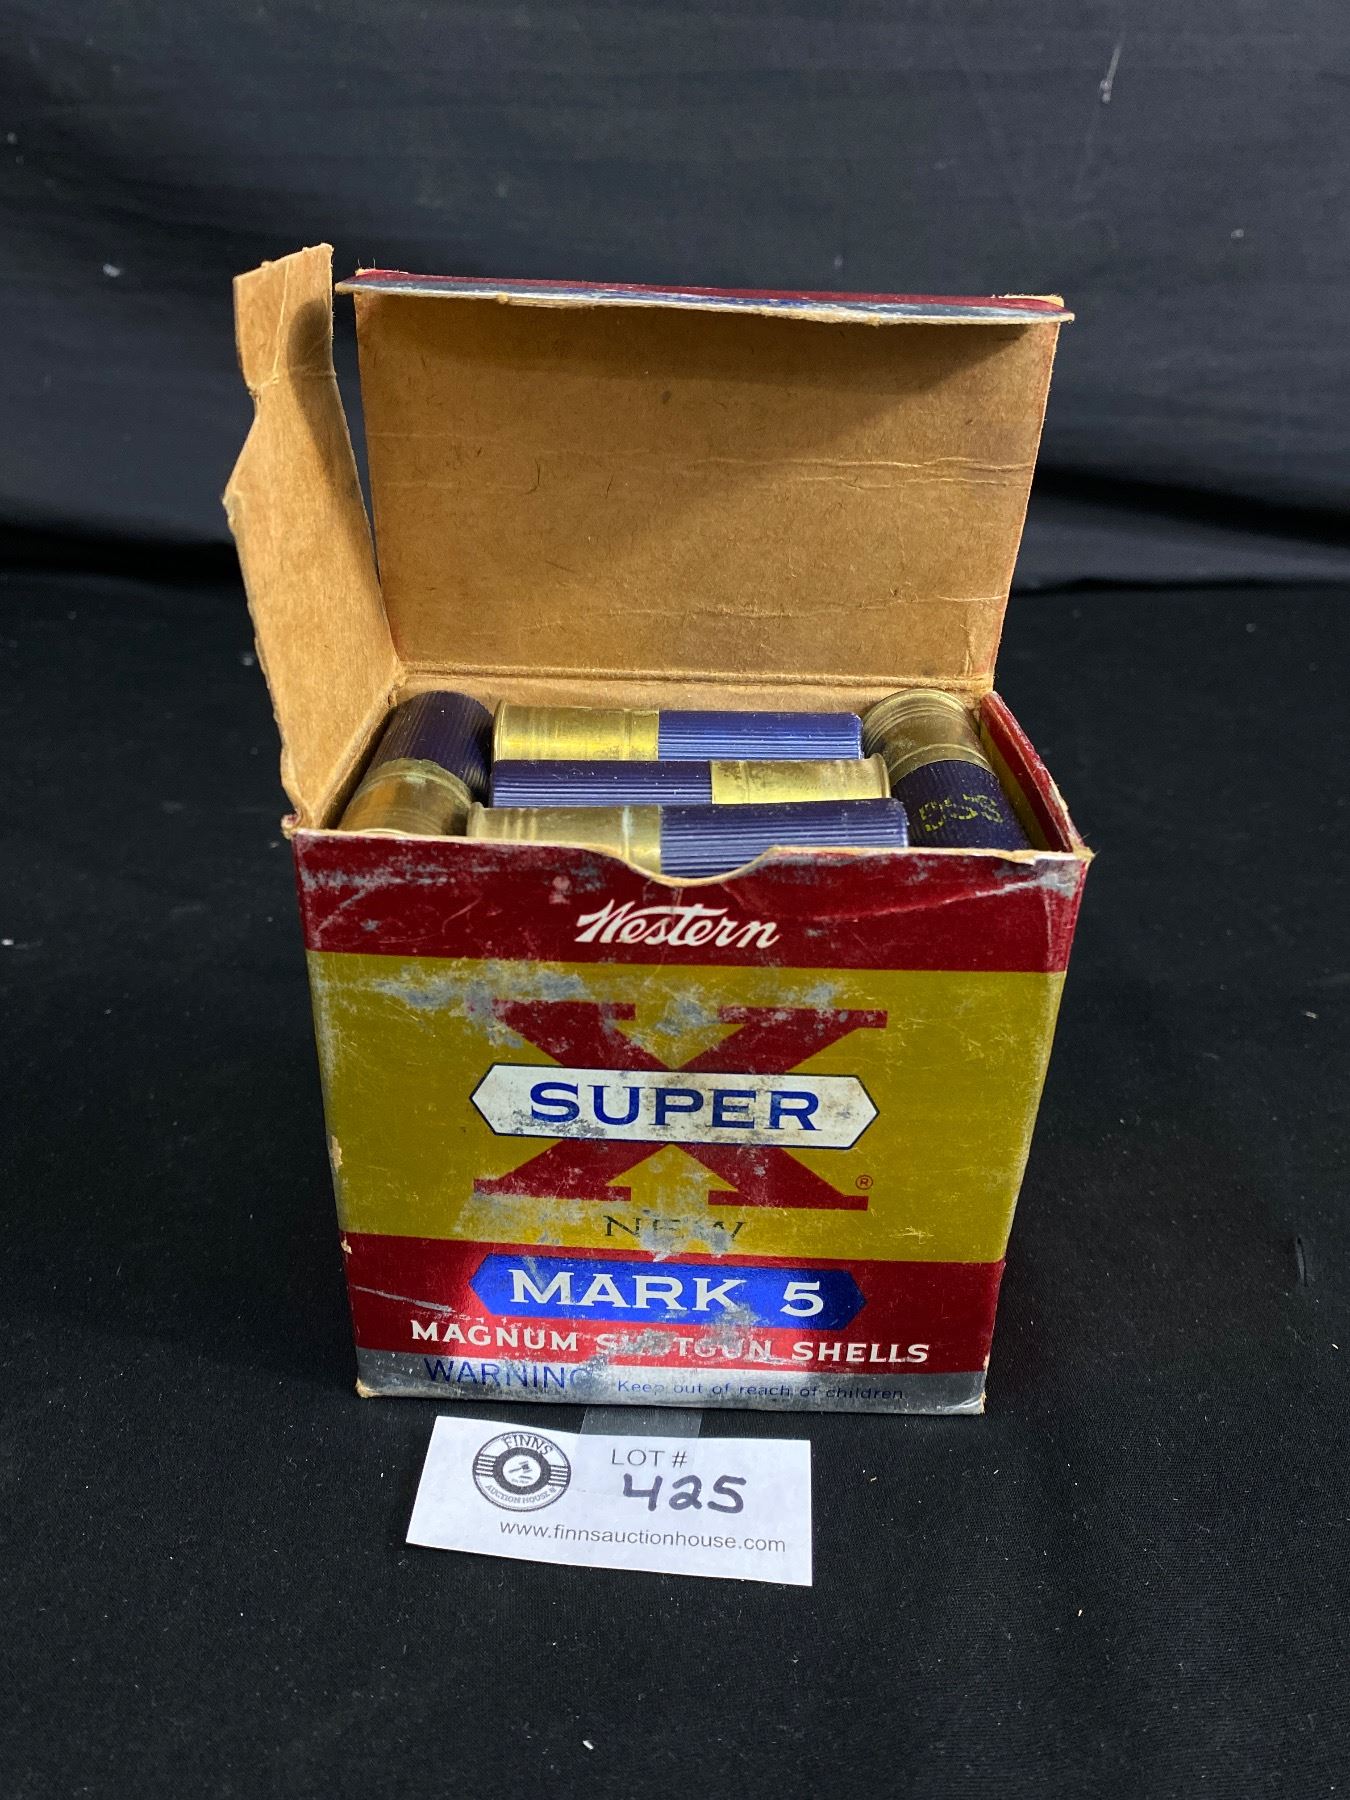 Western
X
SUPER
®
NEW
MARK 5
MAGNUM SHOTGUN SHELLS
WARNING Keep out of reach of children.
FINNS
AUCTION HOUSE
LOT #
425
www.finnsauctionhouse.com